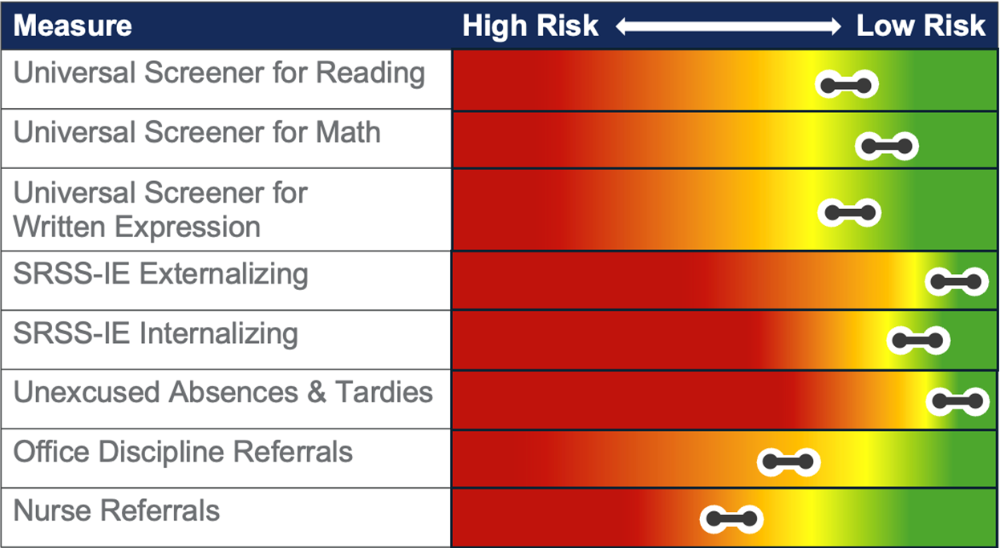 Measure
High Risk Low Risk
Universal Screener for Reading
Universal Screener for Math
Universal Screener for
Written Expression
SRSS-IE Externalizing
SRSS-IE Internalizing
Unexcused Absences & Tardies
Office Discipline Referrals
Nurse Referrals